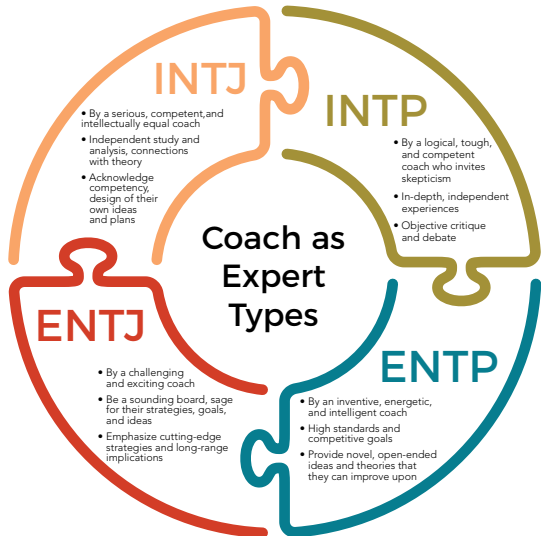 INTJ
• By a serious, competent,and
intellectually equal coach
• Independent study and
analysis, connections
with theory
• Acknowledge
competency,
design of their
own ideas
and plans
INTP
• By a logical, tough,
and competent
coach who invites
skepticism
• In-depth, independent
experiences
• Objective critique
and debate
Coach as
Expert
Types
ENTJ
• By a challenging
and exciting coach
• Be a sounding board, sage
for their strategies, goals,
and ideas
• Emphasize cutting-edge
strategies and long-range
implications
ENTP
• By an inventive, energetic,
and intelligent coach
• High standards and
competitive goals
• Provide novel, open-ended
ideas and theories that
they can improve upon